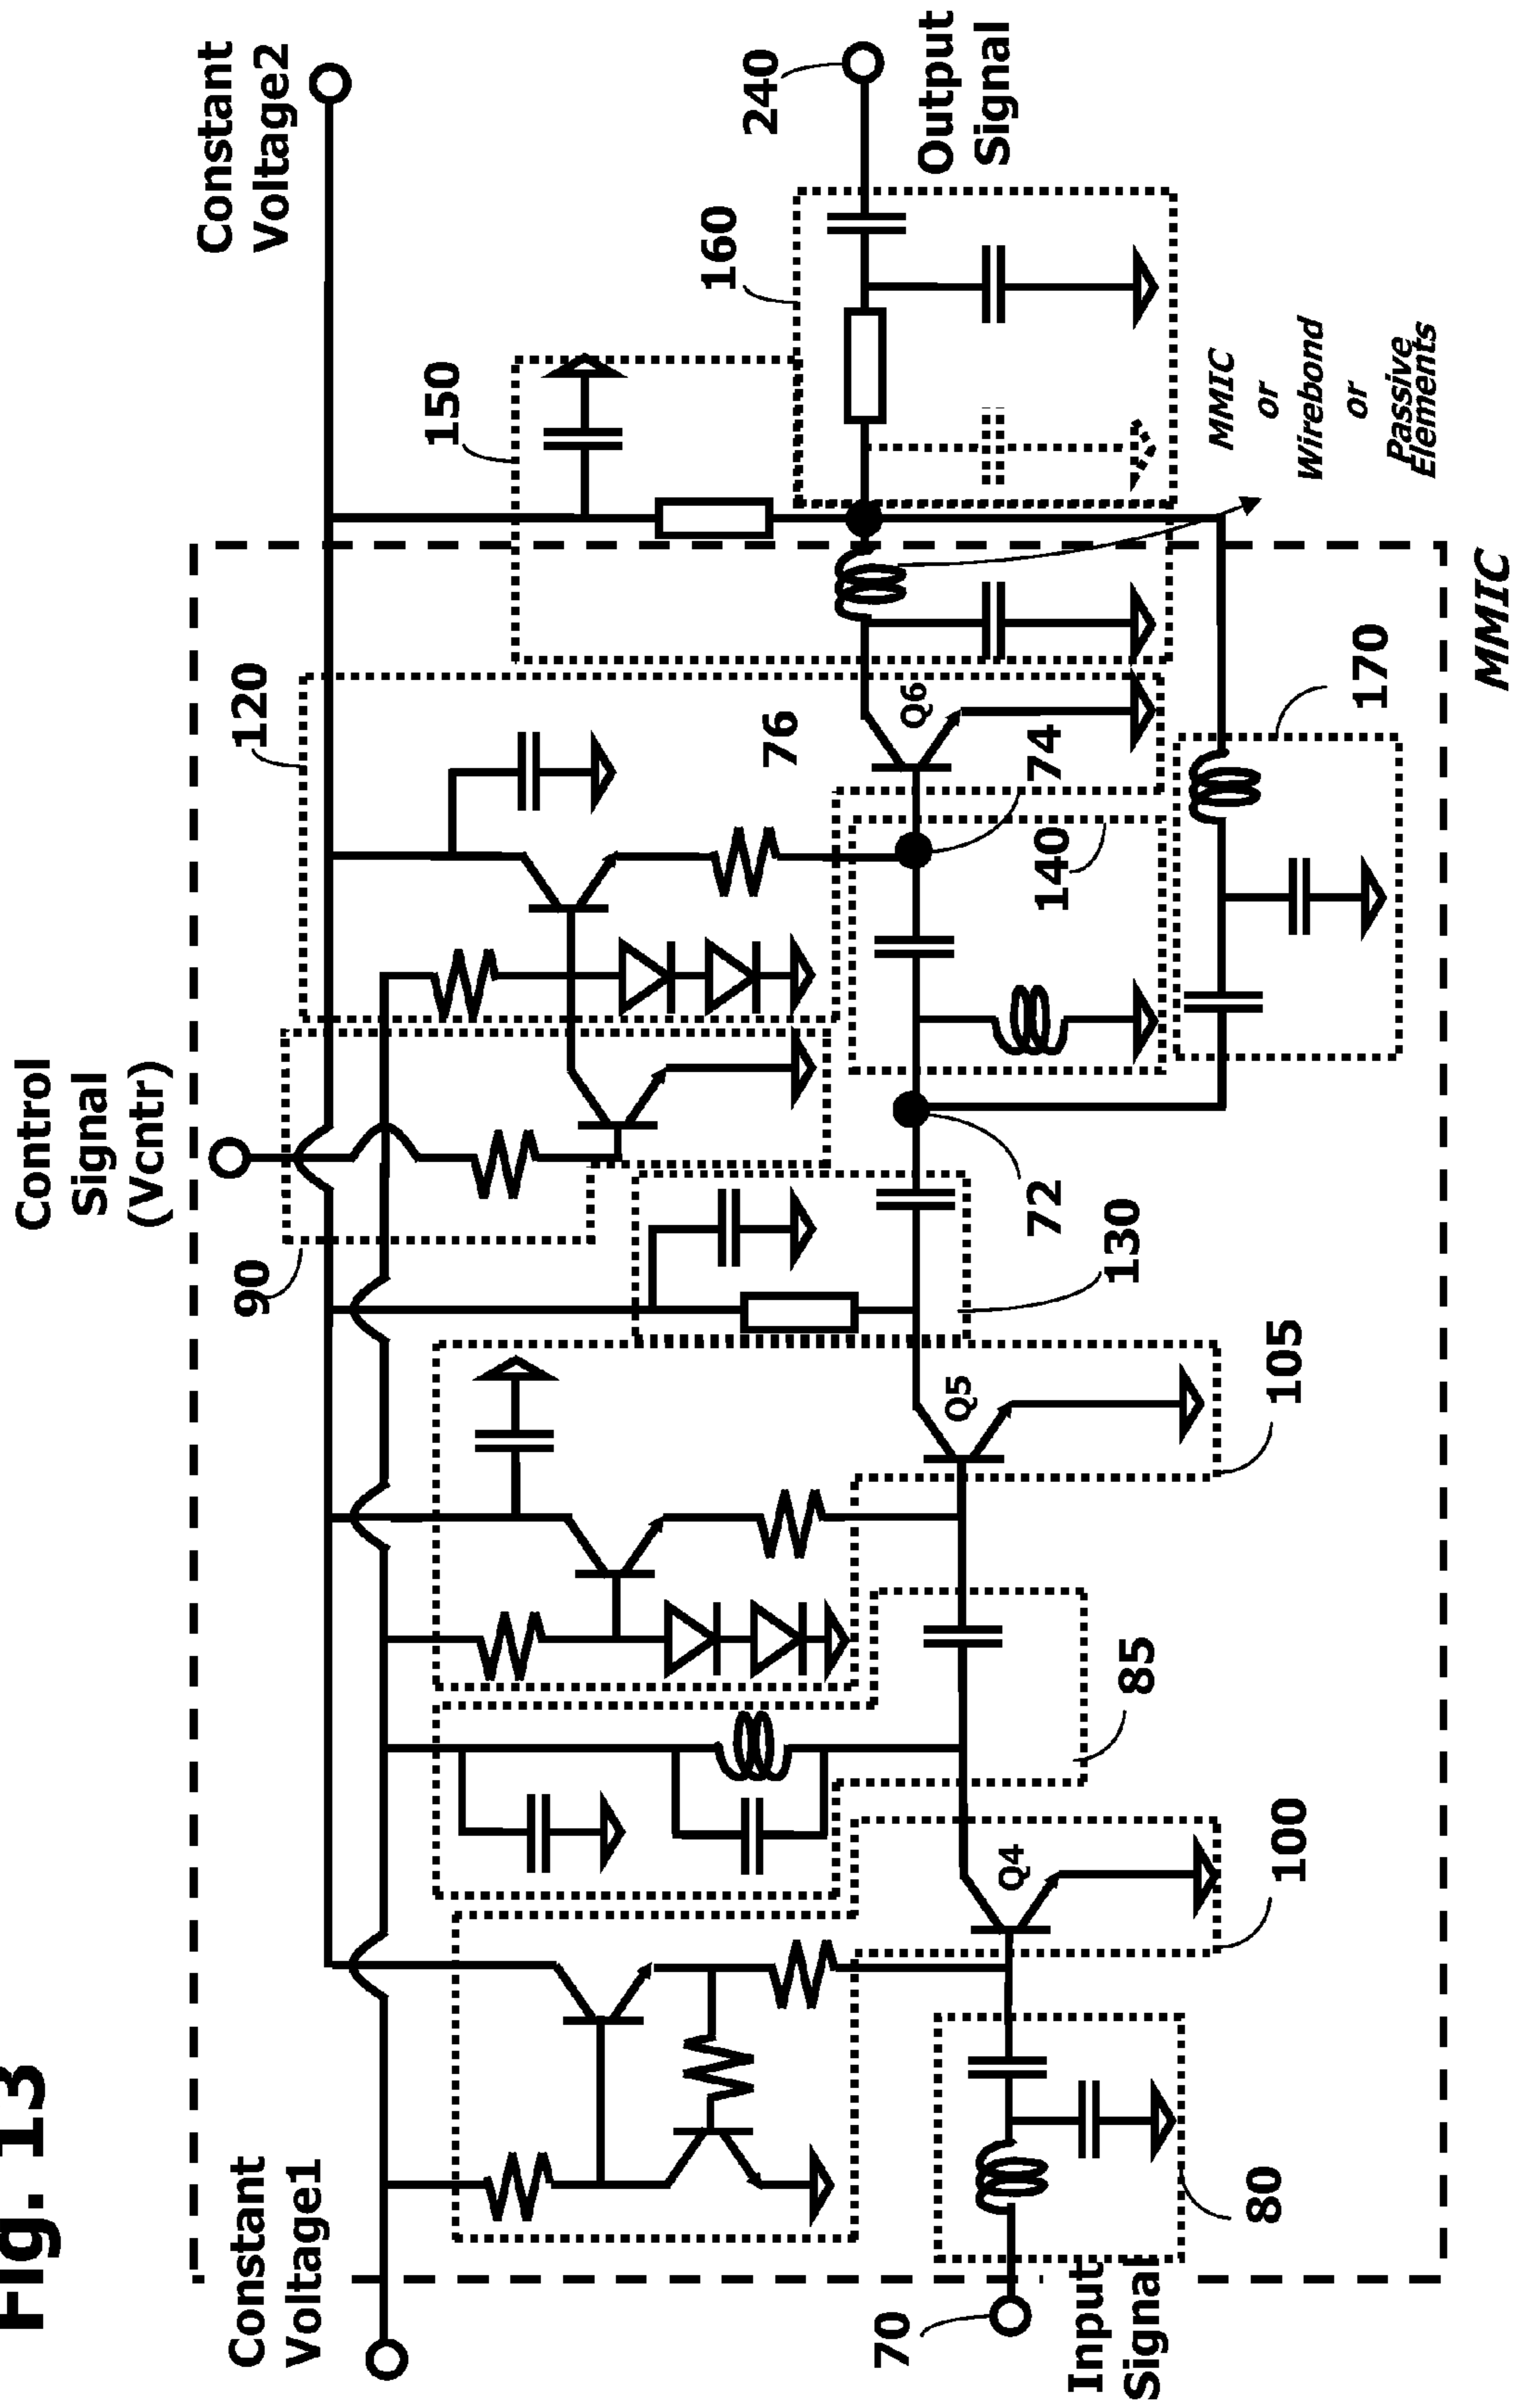 Fig. 13
Control
Signal
(Vcntr)
Constant
Voltage1
Constant
Voltage2
90
120
150
160
240
Output
Signal
76
Q6
74
140
72
130
Q5
105
85
Q4
100
80
70
Input
Signal
170
MMIC
or
Wirebond
or
Passive
Elements
MMIC